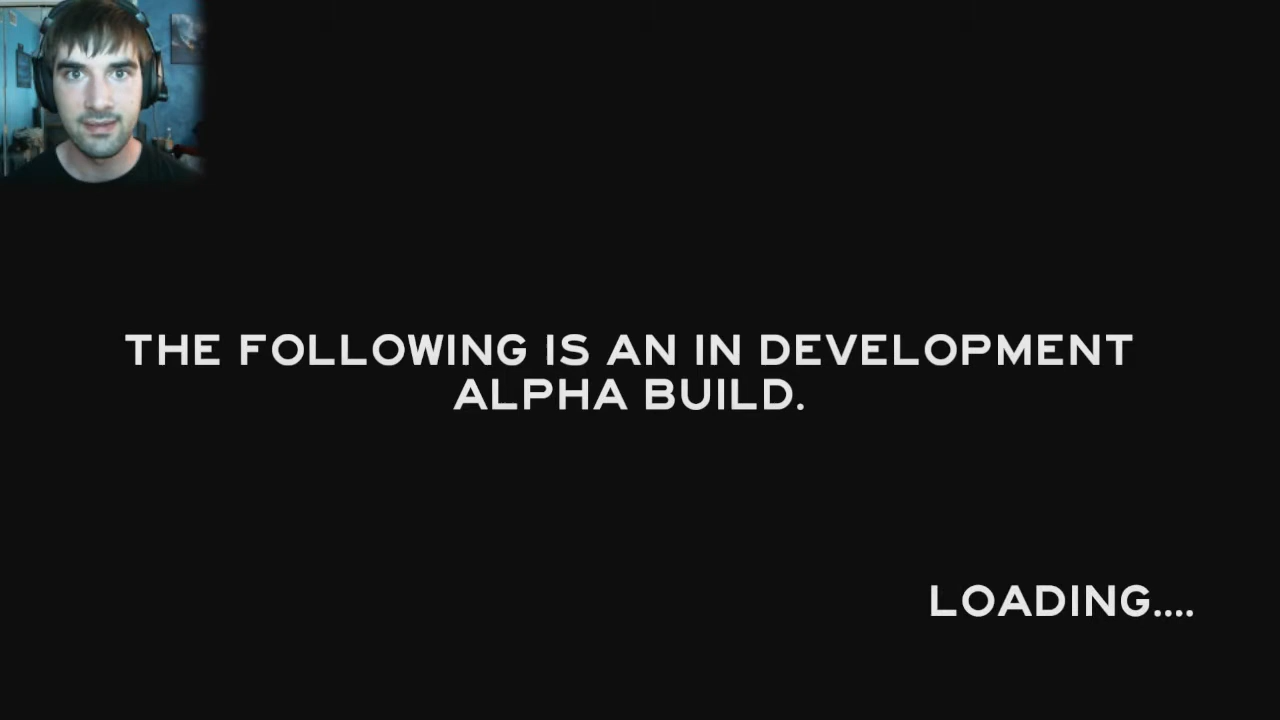 THE FOLLOWING IS AN IN DEVELOPMENT
ALPHA BUILD.
LOADING....